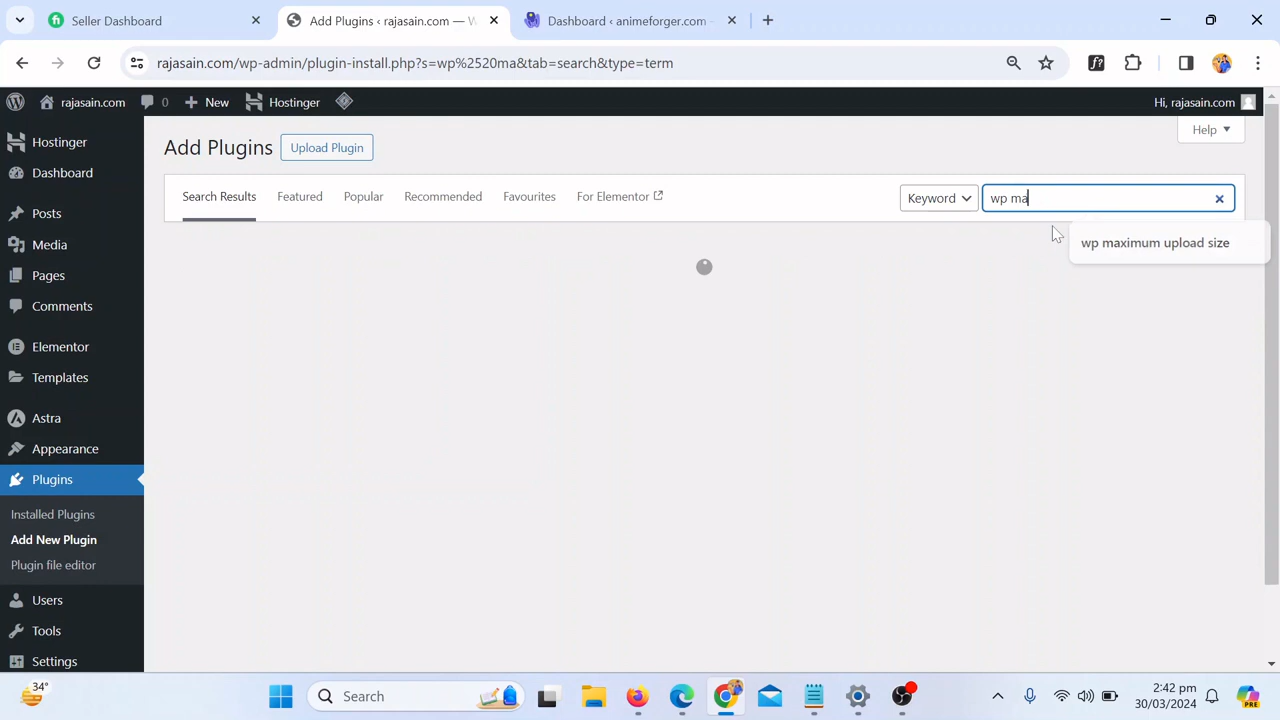 Seller Dashboard
Add Plugins ‹ rajasain.com — W
Dashboard ‹ animeforger.com –
rajasain.com/wp-admin/plugin-install.php?s=wp%2520ma&tab=search&type=term
rajasain.com
0
New
Hostinger
Hi, rajasain.com
Hostinger
Dashboard
Posts
Media
Pages
Comments
Elementor
Templates
Astra
Appearance
Plugins
Installed Plugins
Add New Plugin
Plugin file editor
Users
Tools
Settings
Add Plugins
Upload Plugin
Help
Search Results
Featured
Popular
Recommended
Favourites
For Elementor
Keyword
wp ma
wp maximum upload size
34°
Search
2:42 pm
30/03/2024
PRE